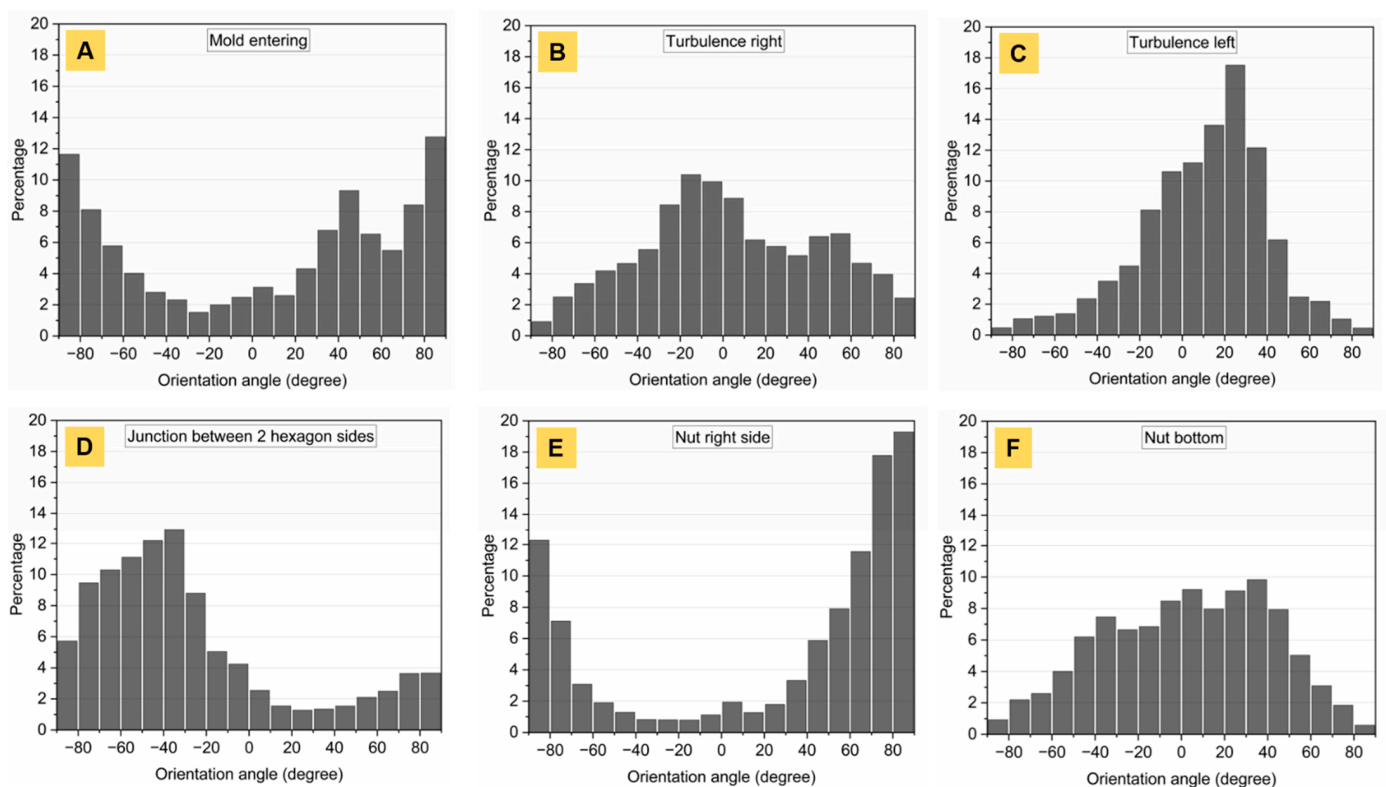 A
Mold entering
Percentage
20
18
16
14
12
10
8
6
4
2
0
−80 −60 −40 −20 0 20 40 60 80
Orientation angle (degree)
B
Turbulence right
Percentage
20
18
16
14
12
10
8
6
4
2
0
−80 −60 −40 −20 0 20 40 60 80
Orientation angle (degree)
C
Turbulence left
Percentage
20
18
16
14
12
10
8
6
4
2
0
−80 −60 −40 −20 0 20 40 60 80
Orientation angle (degree)
D
Junction between 2 hexagon sides
Percentage
20
18
16
14
12
10
8
6
4
2
0
−80 −60 −40 −20 0 20 40 60 80
Orientation angle (degree)
E
Nut right side
Percentage
20
18
16
14
12
10
8
6
4
2
0
−80 −60 −40 −20 0 20 40 60 80
Orientation angle (degree)
F
Nut bottom
Percentage
20
18
16
14
12
10
8
6
4
2
0
−80 −60 −40 −20 0 20 40 60 80
Orientation angle (degree)